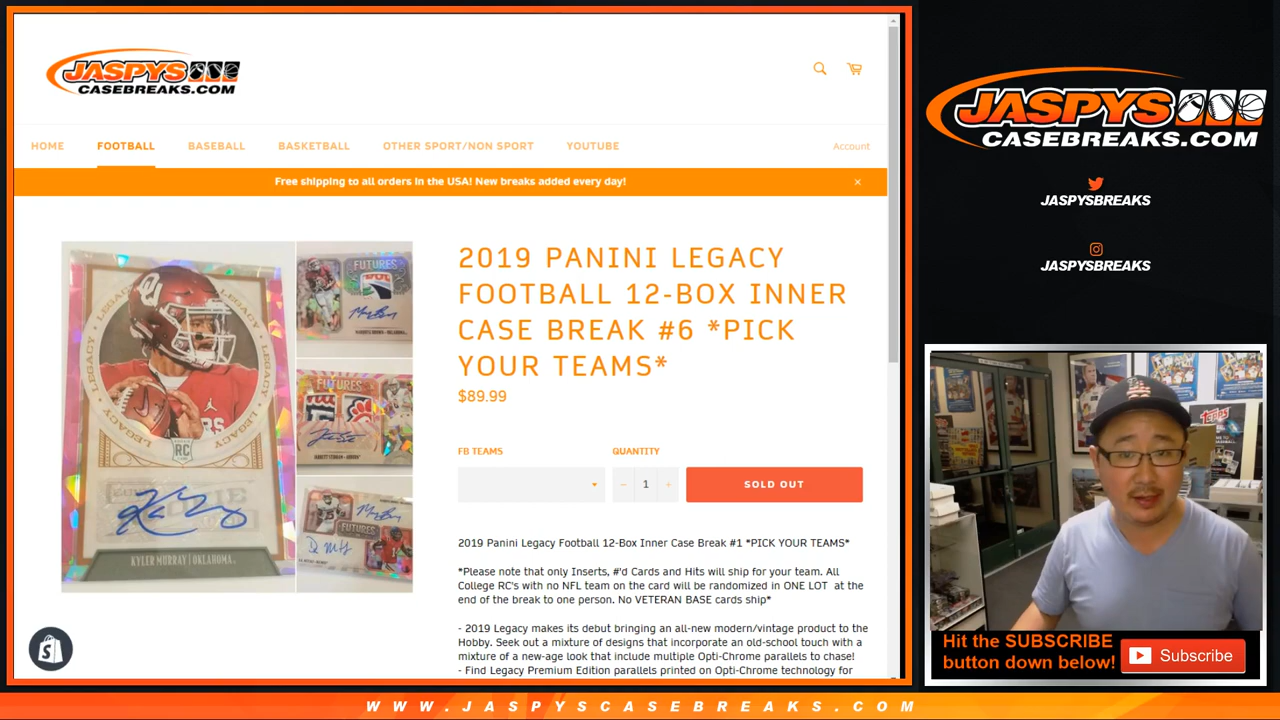 JASPYS
CASEBREAKS.COM
HOME
FOOTBALL
BASEBALL
BASKETBALL
OTHER SPORT/NON SPORT
YOUTUBE
Account
Free shipping to all orders in the USA! New breaks added every day!
×
2019 PANINI LEGACY
FOOTBALL 12-BOX INNER
CASE BREAK #6 *PICK
YOUR TEAMS*
$89.99
FB TEAMS
QUANTITY
− 1 +
SOLD OUT
2019 Panini Legacy Football 12-Box Inner Case Break #1 *PICK YOUR TEAMS*
*Please note that only Inserts, #'d Cards and Hits will ship for your team. All
College RC's with no NFL team on the card will be randomized in ONE LOT at the
end of the break to one person. No VETERAN BASE cards ship*
- 2019 Legacy makes its debut bringing an all-new modern/vintage product to the
Hobby. Seek out a mixture of designs that incorporate an old-school touch with a
mixture of a new-age look that include multiple Opti-Chrome parallels to chase!
- Find Legacy Premium Edition parallels printed on Opti-Chrome technology for
LEGACY
LEGACY
LEGACY
LEGACY
OU
RC
KYLER MURRAY | OKLAHOMA
FUTURES
FUTURES
FUTURES
JASPYS
CASEBREAKS.COM
JASPYSBREAKS
JASPYSBREAKS
topps
Hit the SUBSCRIBE
button down below!
Subscribe
WWW.JASPYSCASEBREAKS.COM